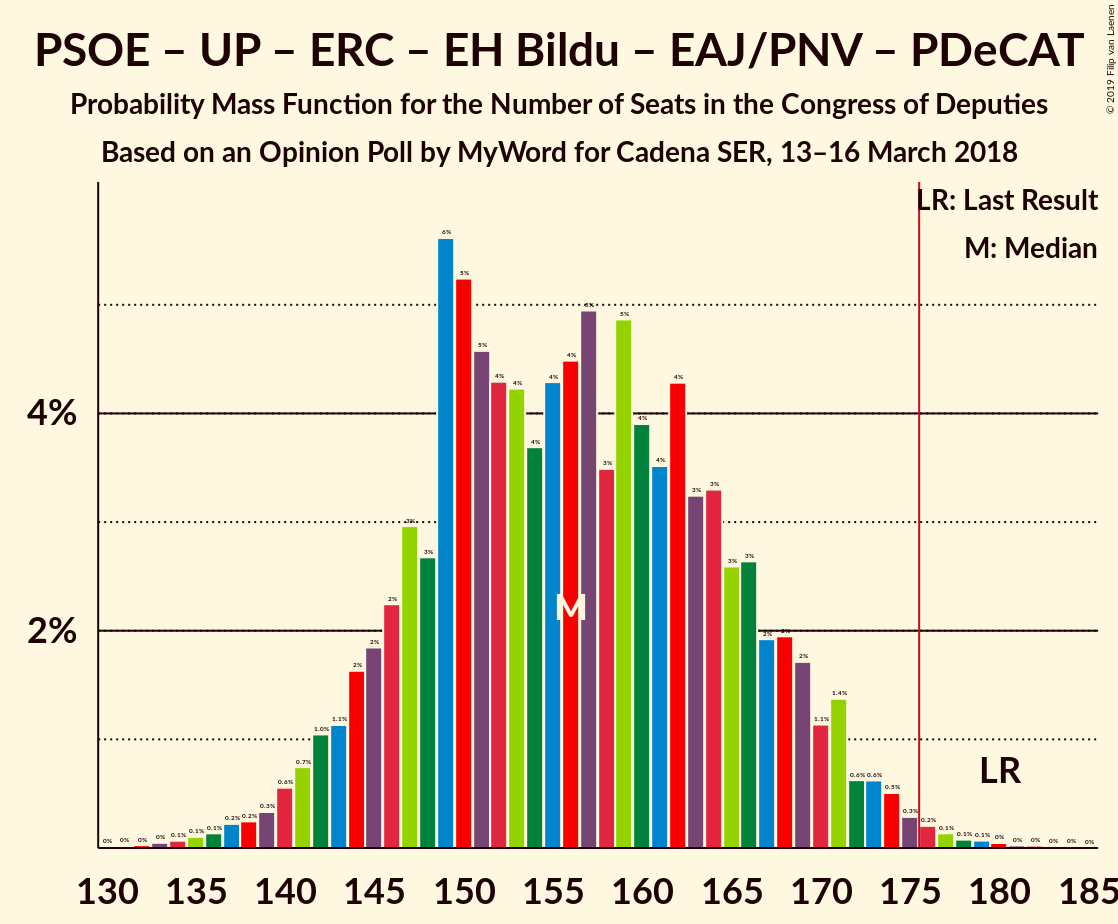 PSOE – UP – ERC – EH Bildu – EAJ/PNV – PDeCAT
Probability Mass Function for the Number of Seats in the Congress of Deputies
Based on an Opinion Poll by MyWord for Cadena SER, 13–16 March 2018
© 2019 Filip van Laenen
LR: Last Result
M: Median
4%
2%
0% 0% 0% 0% 0.1% 0.1% 0.1% 0.2% 0.2% 0.3% 0.6% 0.7% 1.0% 1.1% 2% 2% 2% 3% 3% 6% 5% 5% 4% 4% 4% 4% 4% 5% 3% 5% 4% 4% 4% 3% 3% 3% 3% 2% 2% 2% 1.1% 1.4% 0.6% 0.6% 0.5% 0.3% 0.2% 0.1% 0.1% 0.1% 0% 0% 0% 0% 0% 0%
M
LR
130 135 140 145 150 155 160 165 170 175 180 185